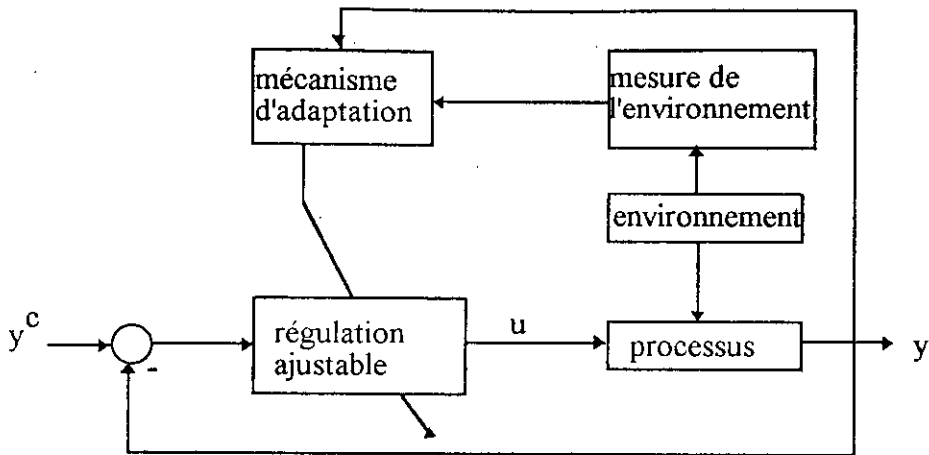 mécanisme
d'adaptation
mesure de
l'environnement
environnement
y^c
-
régulation
ajustable
u
processus
y